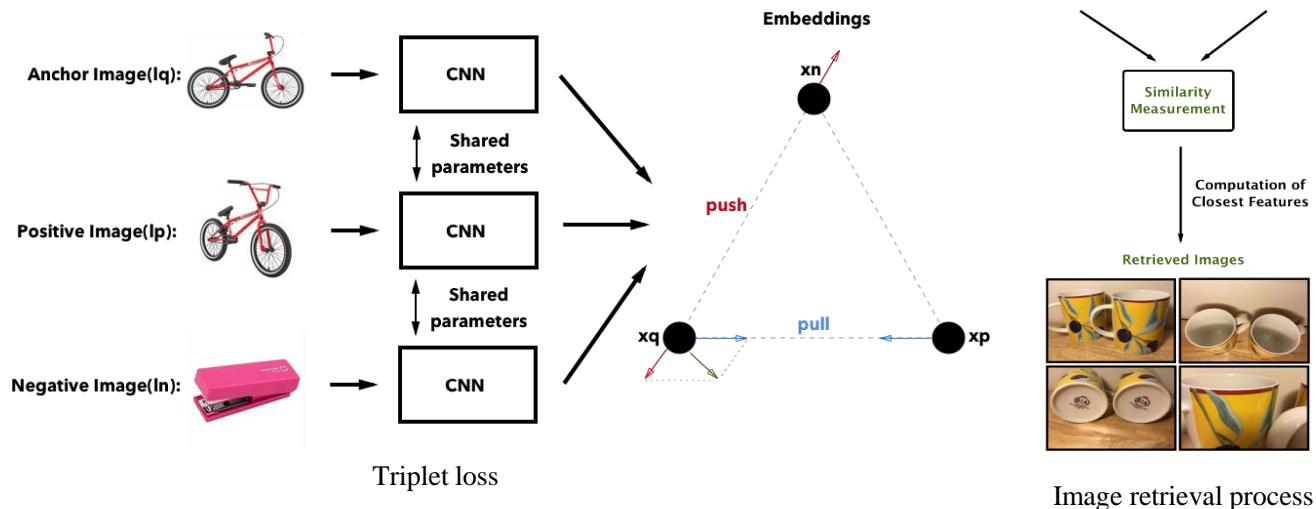 Embeddings
Anchor Image(Iq):
CNN
xn
Similarity
Measurement
Shared
parameters
Computation of
Closest Features
push
Positive Image(Ip):
CNN
Retrieved Images
Shared
parameters
pull
xq
xp
Negative Image(In):
CNN
Triplet loss
Image retrieval process